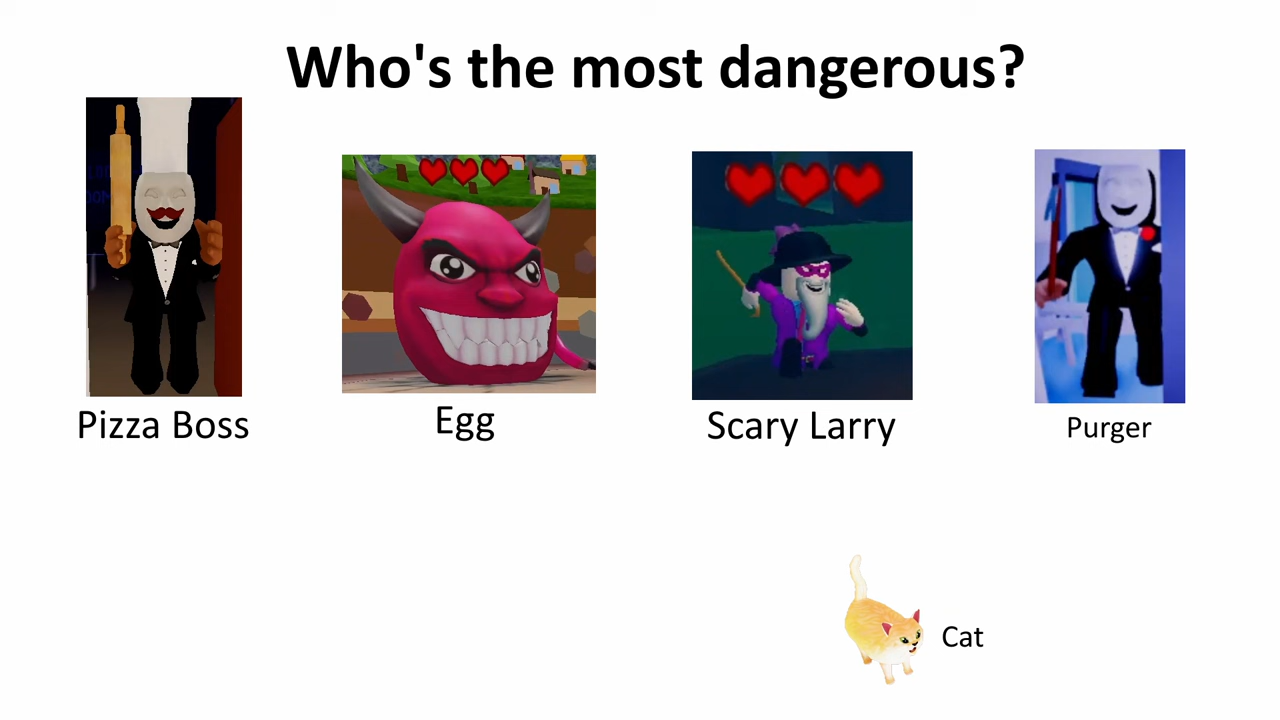 Who's the most dangerous?
Pizza Boss
Egg
Scary Larry
Purger
Cat